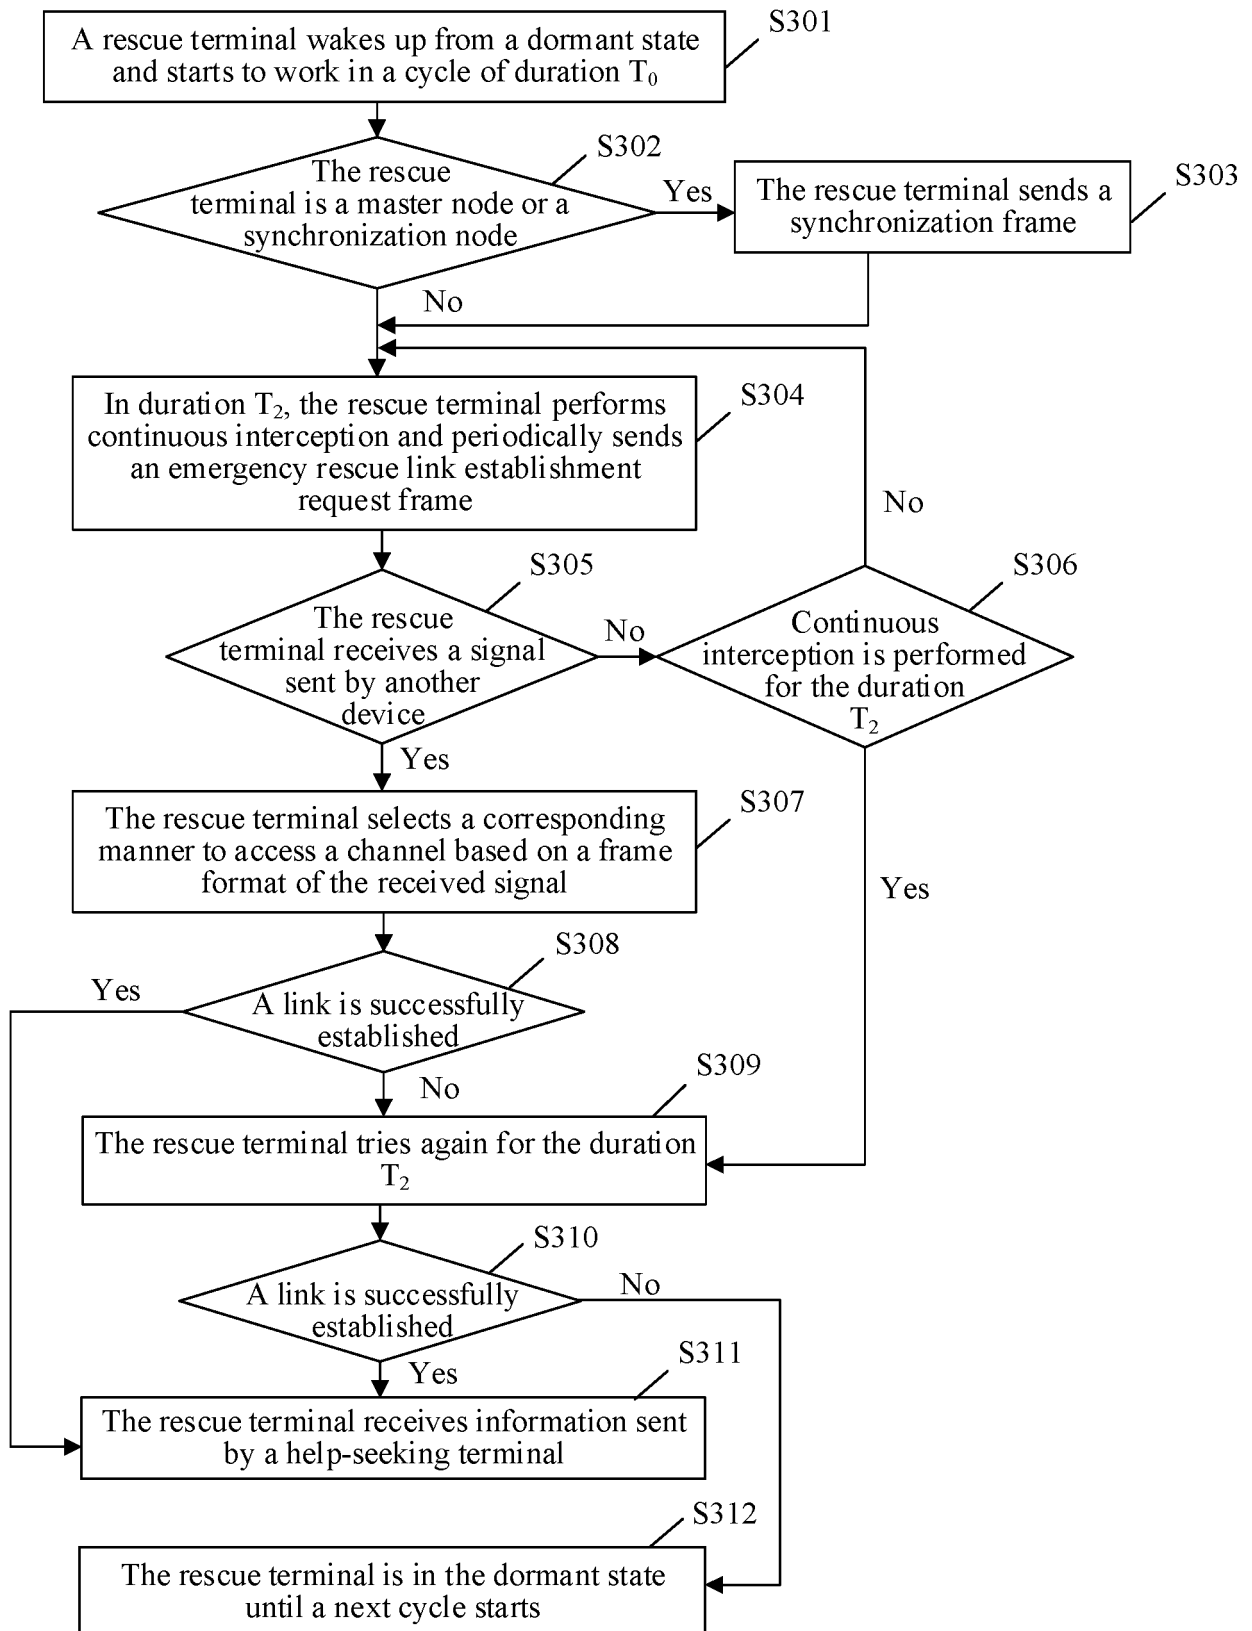 S301
A rescue terminal wakes up from a dormant state
and starts to work in a cycle of duration T₀
S302
The rescue
terminal is a master node or a
synchronization node
Yes
S303
The rescue terminal sends a
synchronization frame
No
S304
In duration T₂, the rescue terminal performs
continuous interception and periodically sends
an emergency rescue link establishment
request frame
No
S305
The rescue
terminal receives a signal
sent by another
device
No
S306
Continuous
interception is performed
for the duration
T₂
Yes
S307
The rescue terminal selects a corresponding
manner to access a channel based on a frame
format of the received signal
Yes
S308
A link is successfully
established
Yes
No
S309
The rescue terminal tries again for the duration
T₂
S310
A link is successfully
established
No
Yes
S311
The rescue terminal receives information sent
by a help-seeking terminal
S312
The rescue terminal is in the dormant state
until a next cycle starts